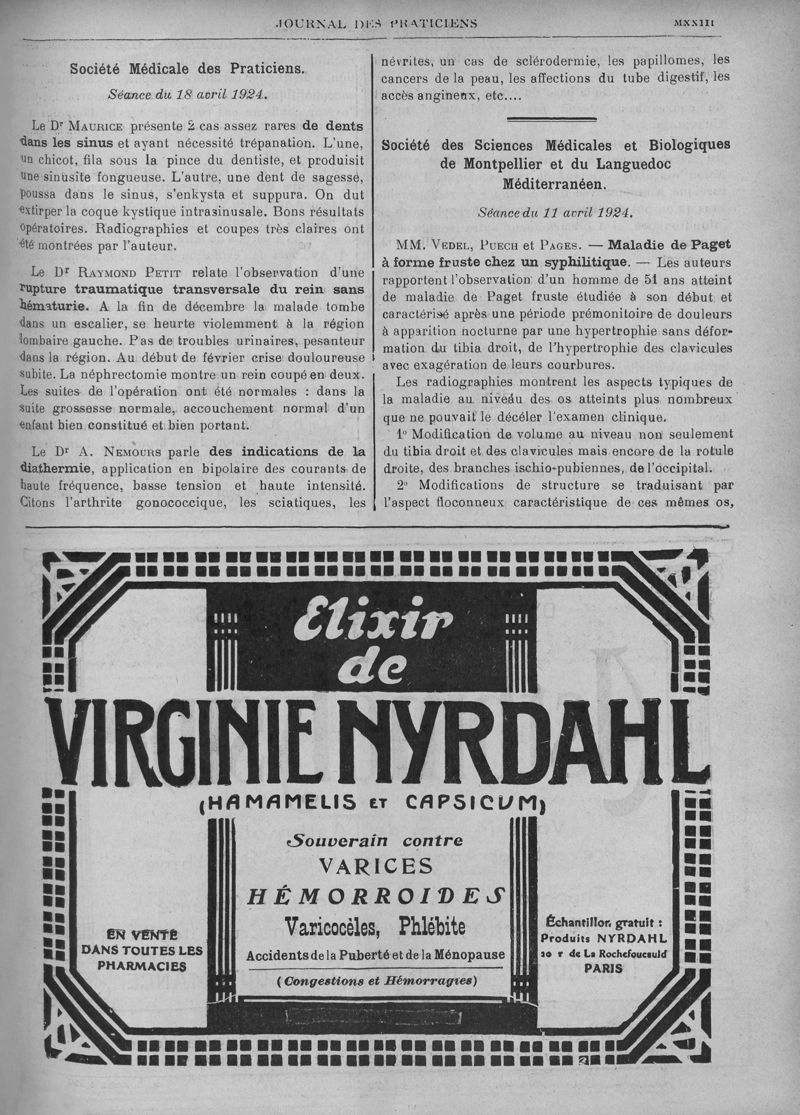 JOURNAL DES PRATICIENS
MXXIII
Société Médicale des Praticiens.
Séance du 18 avril 1924.
Le Dr MAURICE présente 2 cas assez rares de dents
dans les sinus et ayant nécessité trépanation. L'une,
un chicot, fila sous la pince du dentiste, et produisit
une sinusite fongueuse. L'autre, une dent de sagesse,
poussa dans le sinus, s'enkysta et suppura. On dut
extirper la coque kystique intrasinusale. Bons résultats
opératoires. Radiographies et coupes très claires ont
été montrées par l'auteur.
Le Dr RAYMOND PETIT relate l'observation d'une
rupture traumatique transversale du rein sans
hématurie. A la fin de décembre la malade tombe
dans un escalier, se heurte violemment à la région
lombaire gauche. Pas de troubles urinaires, pesanteur
dans la région. Au début de février crise douloureuse
subite. La néphrectomie montre un rein coupé en deux.
Les suites de l'opération ont été normales : dans la
suite grossesse normale, accouchement normal d'un
enfant bien constitué et bien portant.
Le Dr A. NEMOURS parle des indications de la
diathermie, application en bipolaire des courants de
haute fréquence, basse tension et haute intensité.
Citons l'arthrite gonococcique, les sciatiques, les
névrites, un cas de sclérodermie, les papillomes, les
cancers de la peau, les affections du tube digestif, les
accès angineux, etc....
Société des Sciences Médicales et Biologiques
de Montpellier et du Languedoc
Méditerranéen.
Séance du 11 avril 1924.
MM. VEDEL, PUECH et PAGES. — Maladie de Paget
à forme fruste chez un syphilitique. — Les auteurs
rapportent l'observation d'un homme de 51 ans atteint
de maladie de Paget fruste étudiée à son début et
caractérisé après une période prémonitoire de douleurs
à apparition nocturne par une hypertrophie sans défor-
mation du tibia droit, de l'hypertrophie des clavicules
avec exagération de leurs courbures.
Les radiographies montrent les aspects typiques de
la maladie au niveau des os atteints plus nombreux
que ne pouvait le décéler l'examen clinique.
1° Modification de volume au niveau non seulement
du tibia droit et des clavicules mais encore de la rotule
droite, des branches ischio-pubiennes, de l'occipital.
2° Modifications de structure se traduisant par
l'aspect floconneux caractéristique de ces mêmes os,
Elixir
de
VIRGINIE NYRDAHL
(HAMAMELIS ET CAPSICUM)
Souverain contre
VARICES
HÉMORROIDES
Varicocèles, Phlébite
Accidents de la Puberté et de la Ménopause
(Congestions et Hémorragies)
EN VENTE
DANS TOUTES LES
PHARMACIES
Échantillon gratuit :
Produits NYRDAHL
20 r de La Rochefoucauld
PARIS